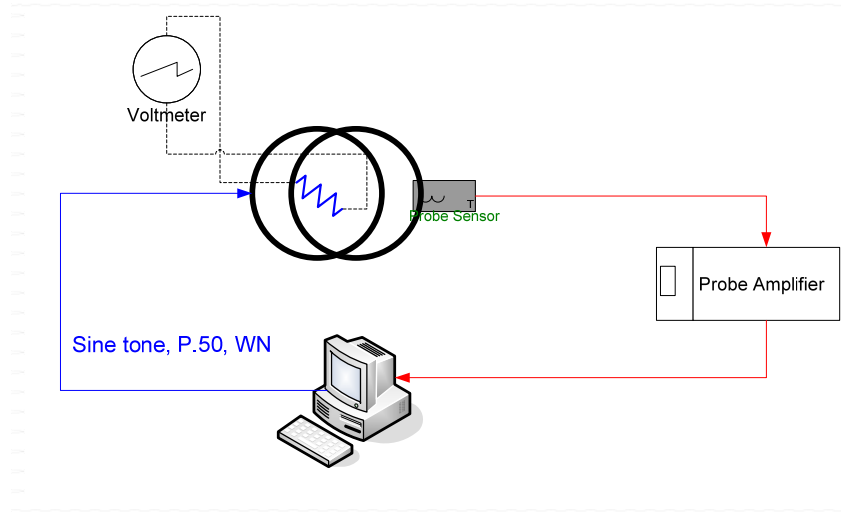 Voltmeter
T
Probe Sensor
Probe Amplifier
Sine tone, P.50, WN